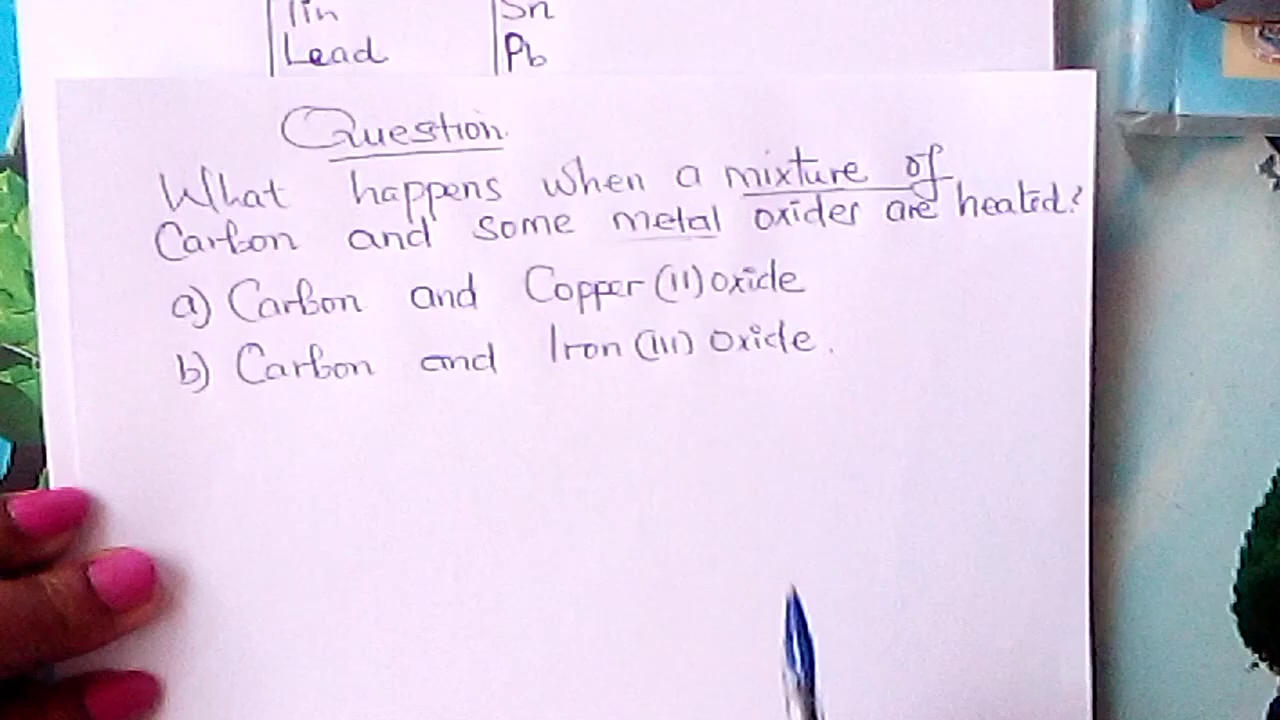 Tin Sn
Lead Pb
Question
What happens when a mixture of
Carbon and some metal oxides are heated?
a) Carbon and Copper (II) oxide
b) Carbon and Iron (III) oxide.